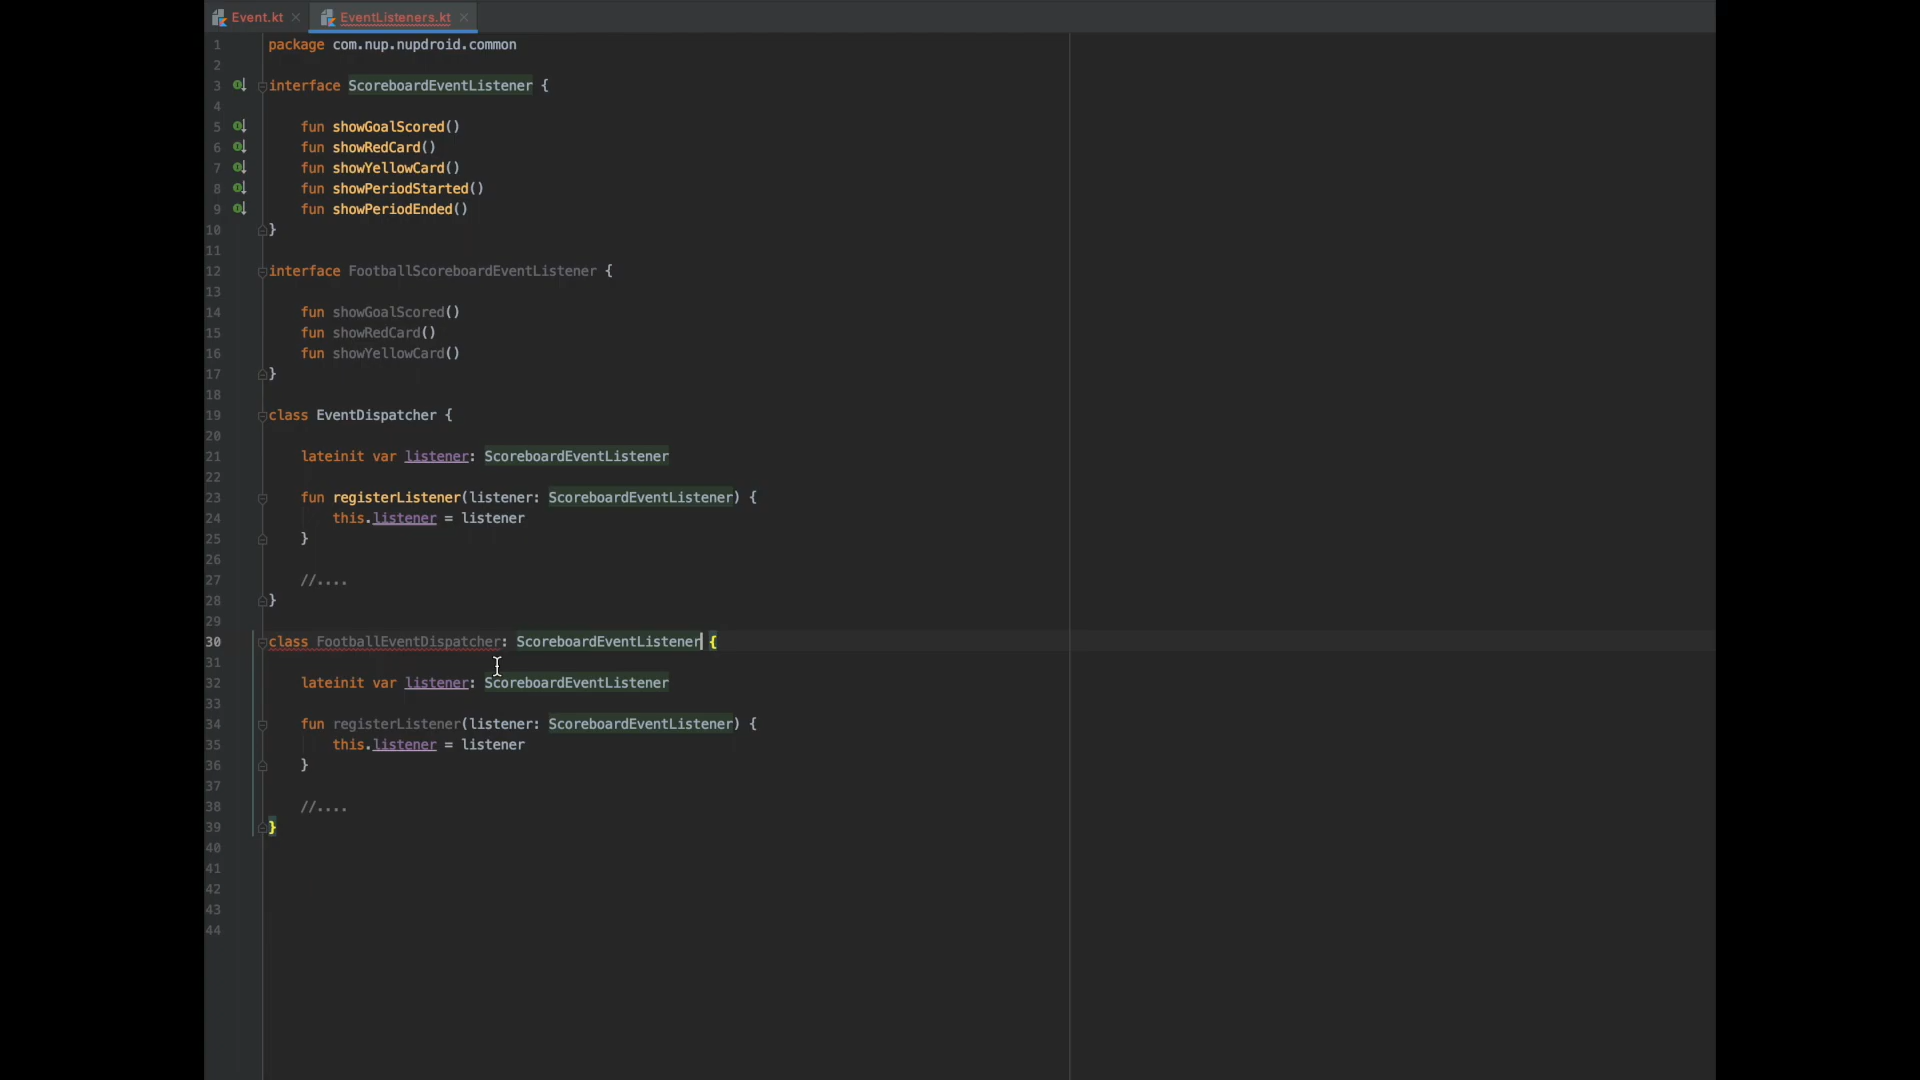 Event.kt
EventListeners.kt
1 package com.nup.nupdroid.common
2
3 interface ScoreboardEventListener {
4
5 fun showGoalScored()
6 fun showRedCard()
7 fun showYellowCard()
8 fun showPeriodStarted()
9 fun showPeriodEnded()
10 }
11
12 interface FootballScoreboardEventListener {
13
14 fun showGoalScored()
15 fun showRedCard()
16 fun showYellowCard()
17 }
18
19 class EventDispatcher {
20
21 lateinit var listener: ScoreboardEventListener
22
23 fun registerListener(listener: ScoreboardEventListener) {
24 this.listener = listener
25 }
26
27 //....
28 }
29
30 class FootballEventDispatcher: ScoreboardEventListener {
31
32 lateinit var listener: ScoreboardEventListener
33
34 fun registerListener(listener: ScoreboardEventListener) {
35 this.listener = listener
36 }
37
38 //....
39 }
40
41
42
43
44